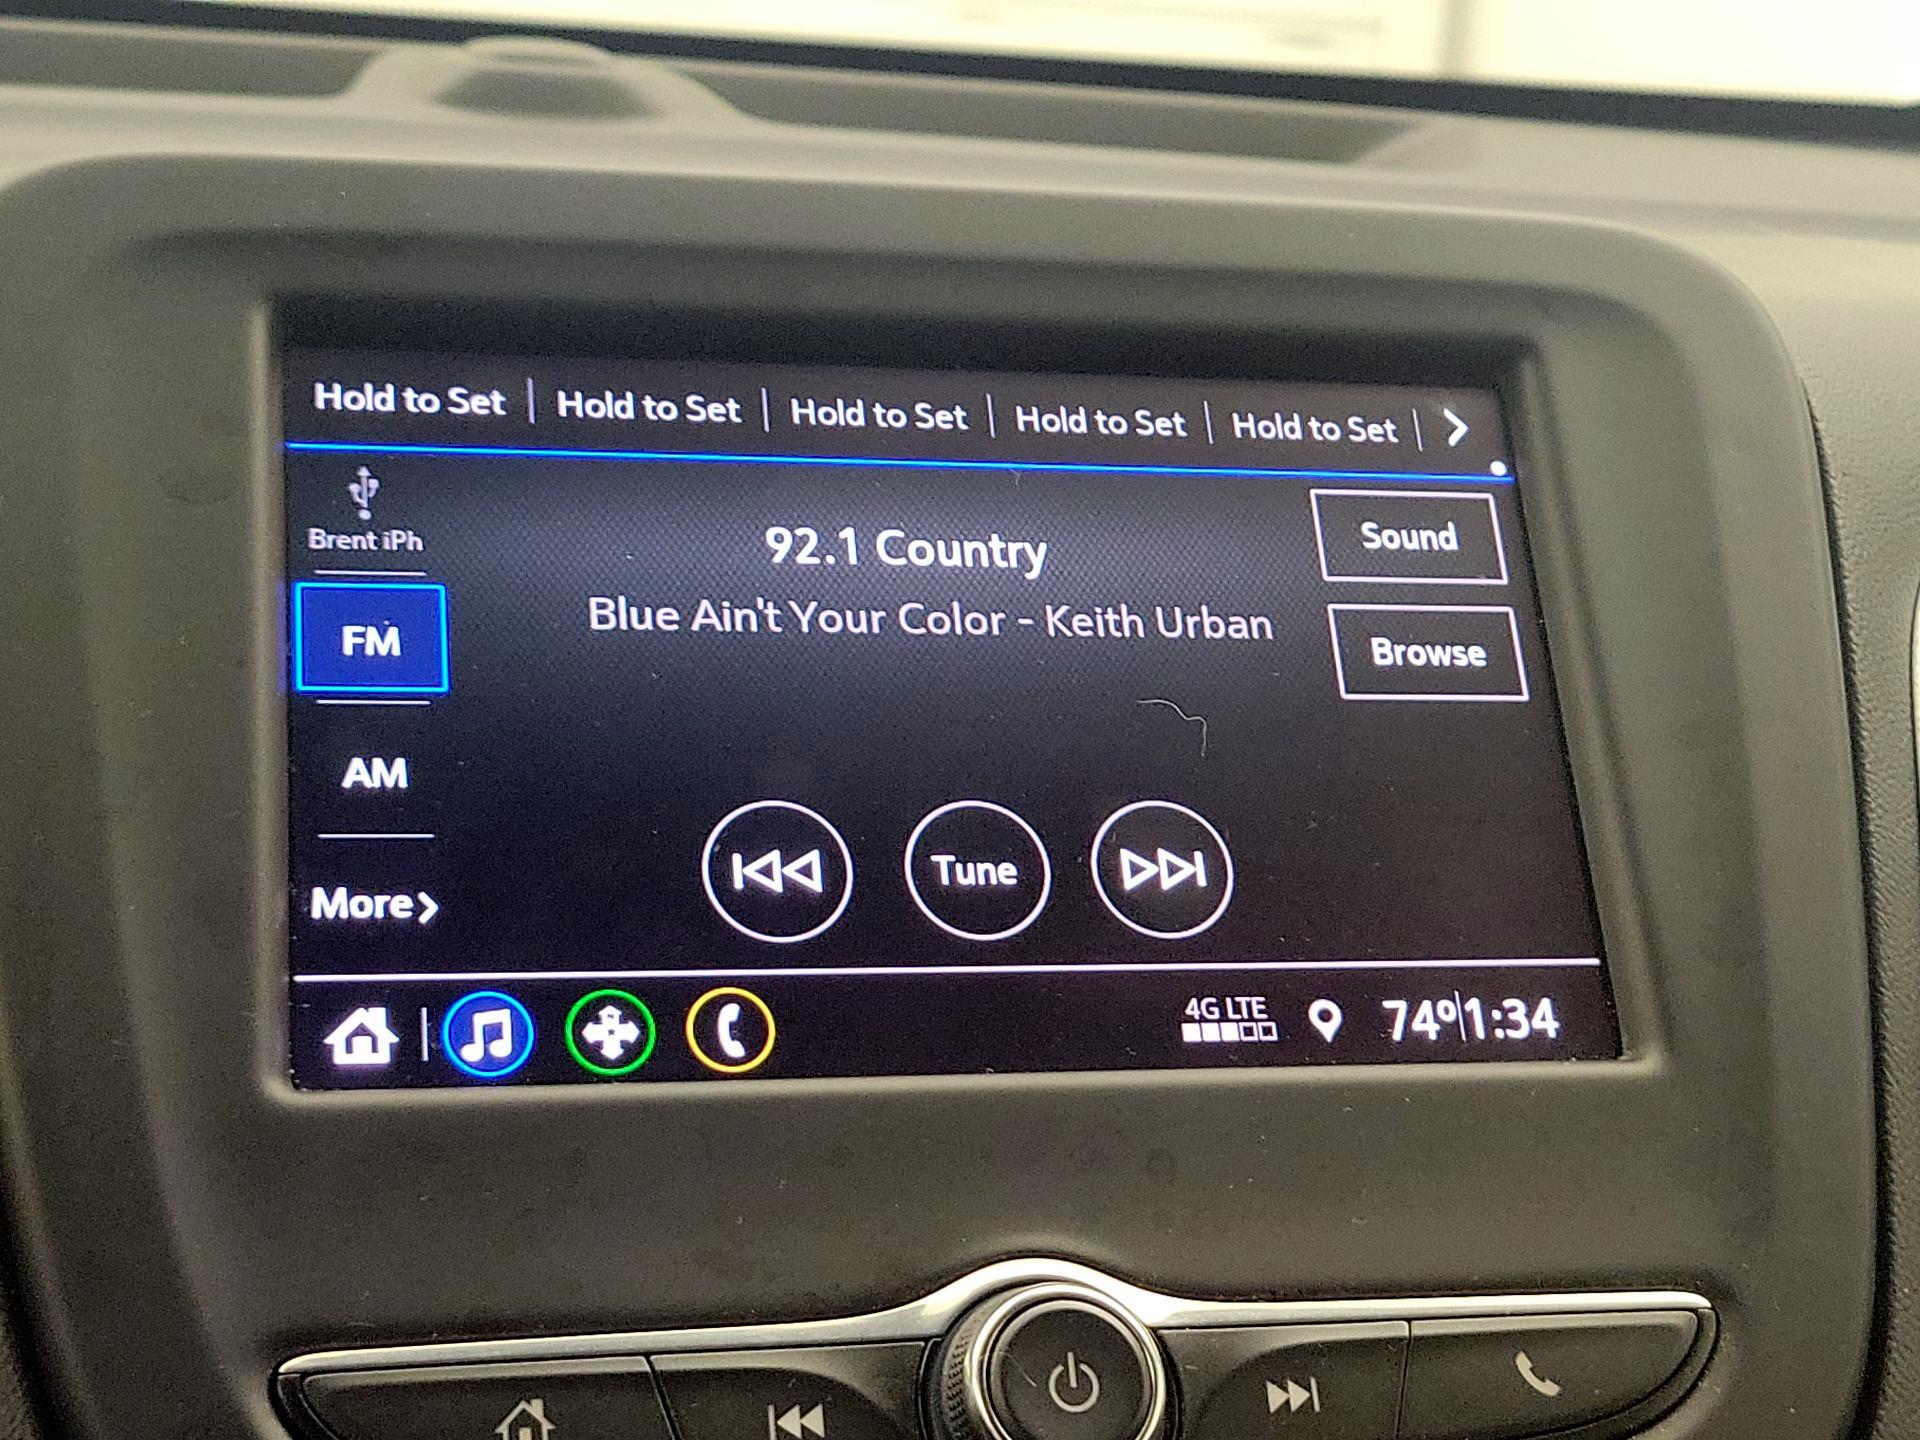 Hold to Set | Hold to Set | Hold to Set | Hold to Set | Hold to Set |
Brent iPh
92.1 Country
Sound
FM
Blue Ain't Your Color - Keith Urban
Browse
AM
Tune
More
4G LTE
74°|1:34